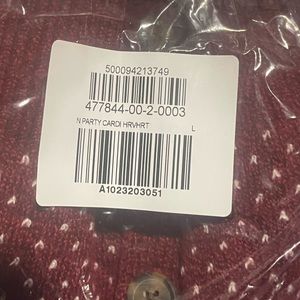 500094213749
477844-00-2-0003
N PARTY CARDI HRVHRT L
A1023203051